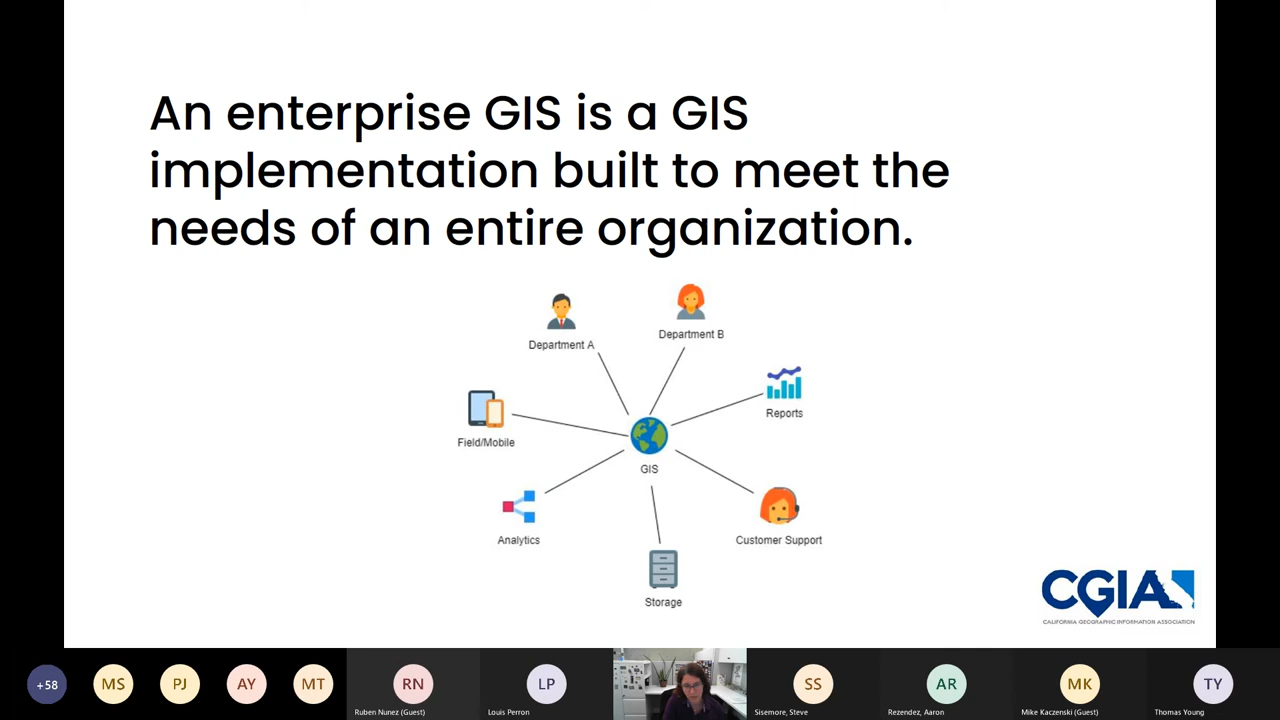 An enterprise GIS is a GIS
implementation built to meet the
needs of an entire organization.
Department A
Department B
Reports
Field/Mobile
GIS
Analytics
Customer Support
Storage
CGIA
CALIFORNIA GEOGRAPHIC INFORMATION ASSOCIATION
+58
MS
PJ
AY
MT
RN
LP
SS
AR
MK
TY
Ruben Nunez (Guest)
Louis Perron
Sisemore, Steve
Rezendez, Aaron
Mike Kaczenski (Guest)
Thomas Young